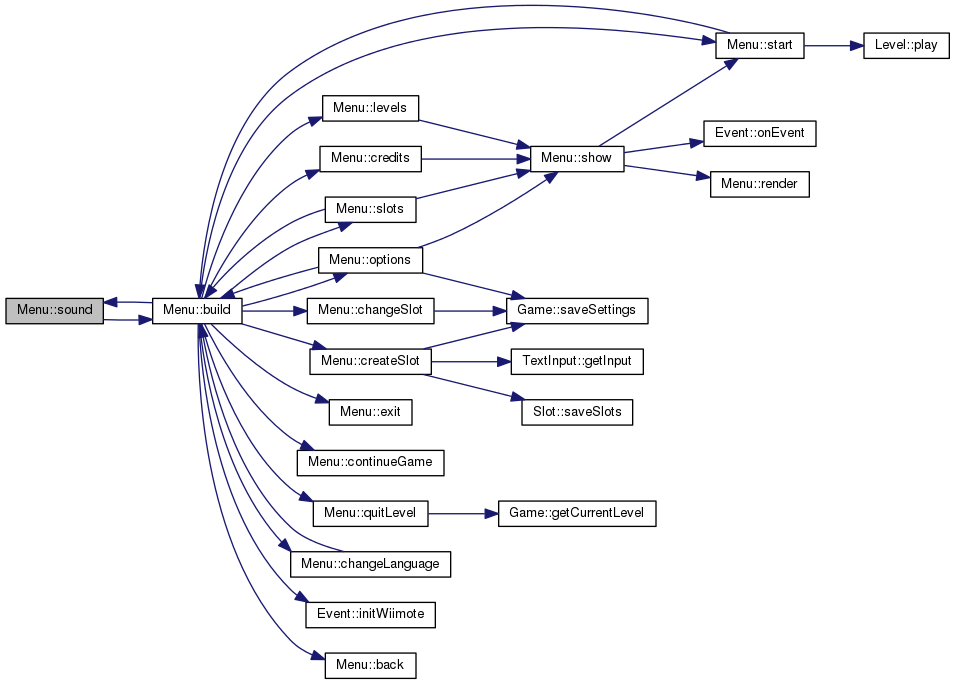 Menu::start
Level::play
Menu::levels
Event::onEvent
Menu::credits
Menu::show
Menu::render
Menu::slots
Menu::options
Menu::sound
Menu::build
Menu::changeSlot
Game::saveSettings
Menu::createSlot
TextInput::getInput
Menu::exit
Slot::saveSlots
Menu::continueGame
Menu::quitLevel
Game::getCurrentLevel
Menu::changeLanguage
Event::initWiimote
Menu::back